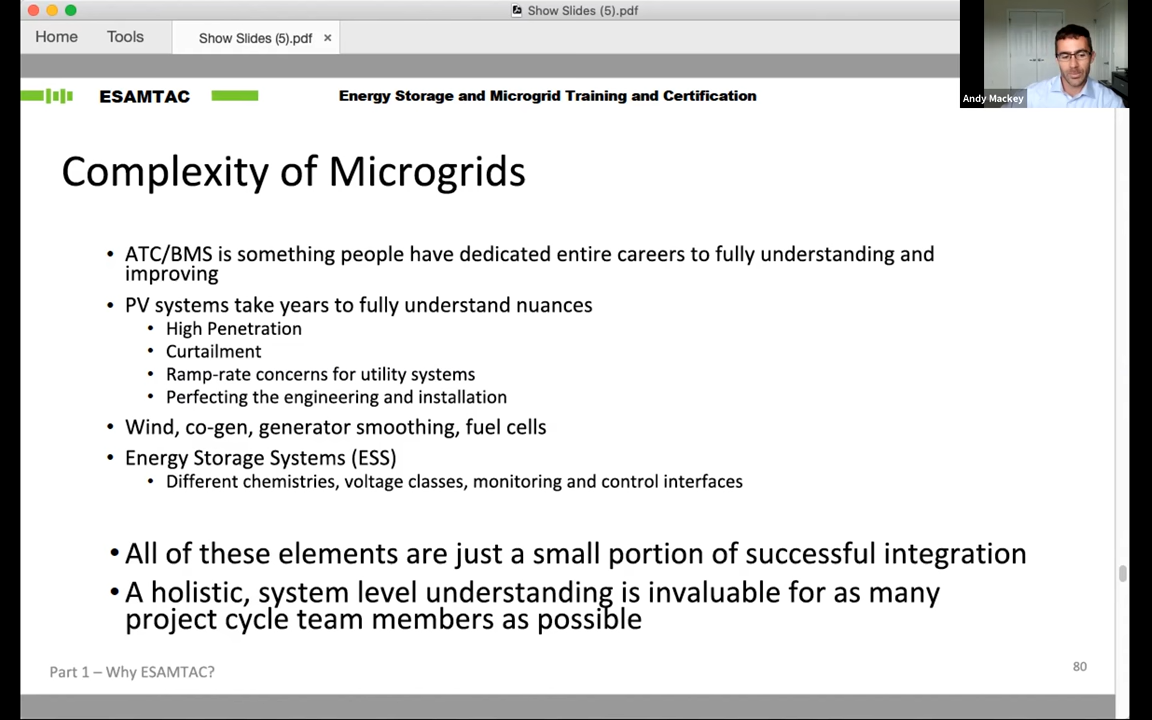 Show Slides (5).pdf
Home Tools Show Slides (5).pdf ×
Andy Mackey
ESAMTAC Energy Storage and Microgrid Training and Certification
Complexity of Microgrids
• ATC/BMS is something people have dedicated entire careers to fully understanding and
improving
• PV systems take years to fully understand nuances
• High Penetration
• Curtailment
• Ramp-rate concerns for utility systems
• Perfecting the engineering and installation
• Wind, co-gen, generator smoothing, fuel cells
• Energy Storage Systems (ESS)
• Different chemistries, voltage classes, monitoring and control interfaces
• All of these elements are just a small portion of successful integration
• A holistic, system level understanding is invaluable for as many
project cycle team members as possible
Part 1 – Why ESAMTAC? 80